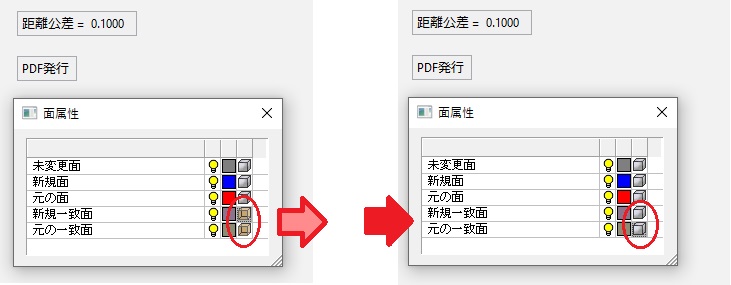 距離公差 = 0.1000
PDF発行
面属性
未変更面
新規面
元の面
新規一致面
元の一致面
距離公差 = 0.1000
PDF発行
面属性
未変更面
新規面
元の面
新規一致面
元の一致面